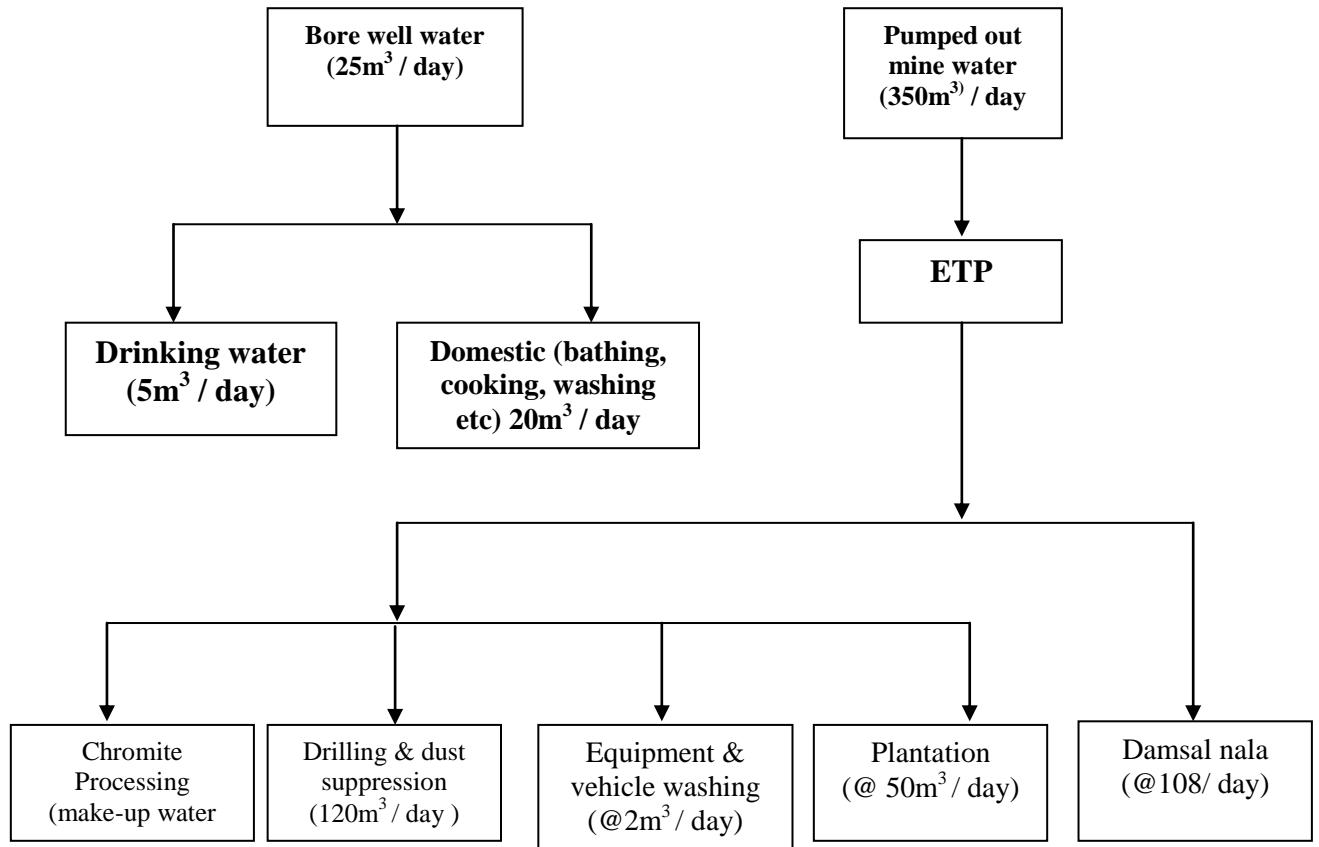 Bore well water
(25m³ / day)
Pumped out
mine water
(350m³⁾ / day
ETP
Drinking water
(5m³ / day)
Domestic (bathing,
cooking, washing
etc) 20m³ / day
Chromite
Processing
(make-up water
Drilling & dust
suppression
(120m³ / day )
Equipment &
vehicle washing
(@2m³ / day)
Plantation
(@ 50m³ / day)
Damsal nala
(@108/ day)